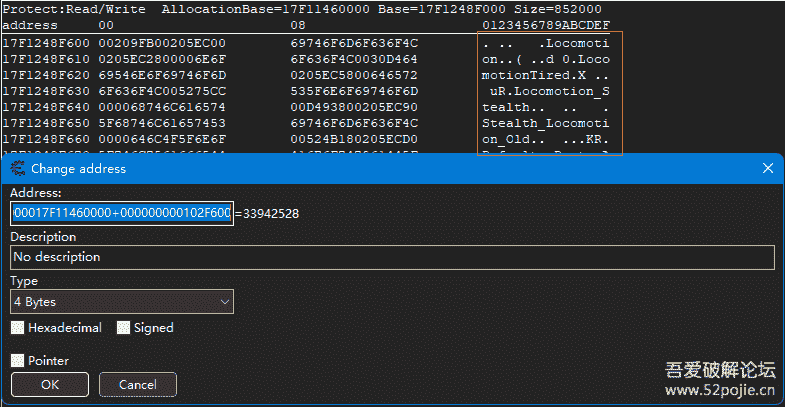 Protect:Read/Write AllocationBase=17F11460000 Base=17F1248F000 Size=852000
address 00 08 0123456789ABCDEF
17F1248F600 00209FB00205EC00 69746F6D6F636F4C . .. .Locomoti
17F1248F610 0205EC2800006E6F 6F636F4C0030D464 on..( ..d 0.Loco
17F1248F620 69546E6F69746F6D 0205EC5800646572 motionTired.X ..
17F1248F630 6F636F4C005275CC 535F6E6F69746F6D uR.Locomotion_S
17F1248F640 000068746C616574 00D493800205EC90 tealth.. .. .
17F1248F650 5F68746C61657453 69746F6D6F636F4C Stealth_Locomoti
17F1248F660 0000646C4F5F6E6F 00524B180205ECD0 on_Old.. ...KR.
Change address
Address:
00017F11460000+000000000102F600=33942528
Description
No description
Type
4 Bytes
Hexadecimal Signed
Pointer
OK Cancel
吾爱破解论坛
www.52pojie.cn